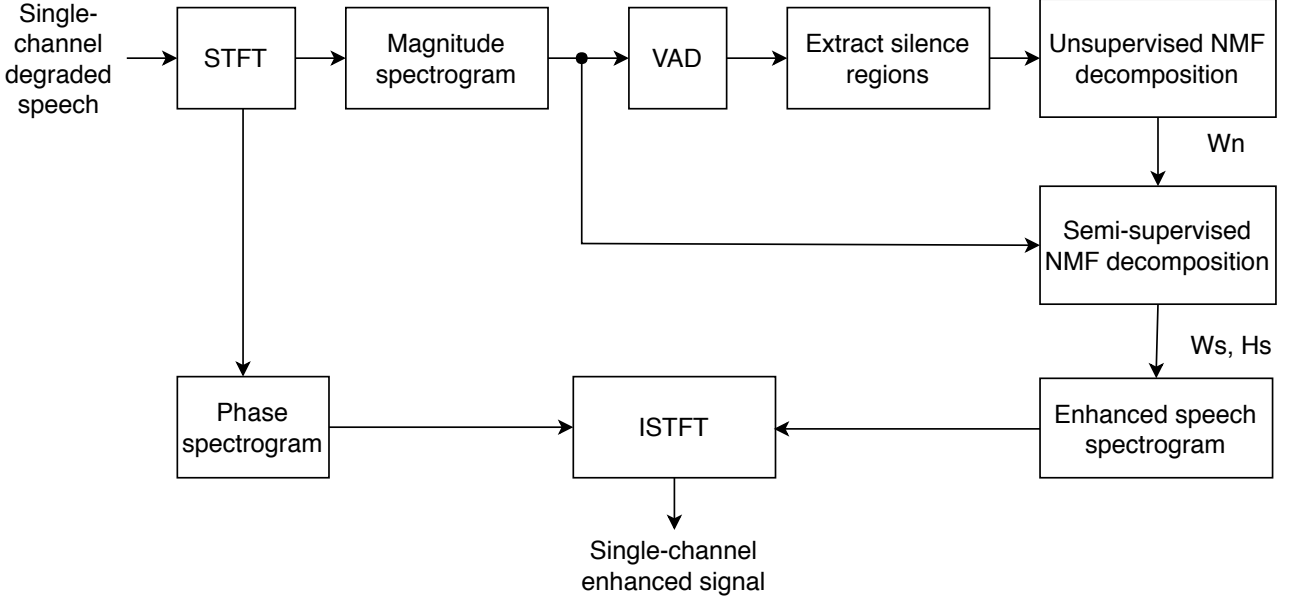 Single-
channel
degraded
speech
STFT
Magnitude
spectrogram
VAD
Extract silence
regions
Unsupervised NMF
decomposition
Wn
Semi-supervised
NMF decomposition
Ws, Hs
Phase
spectrogram
ISTFT
Enhanced speech
spectrogram
Single-channel
enhanced signal